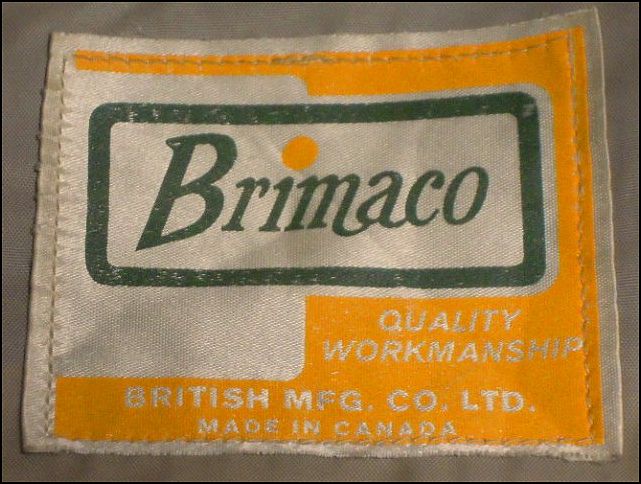 Brimaco
QUALITY
WORKMANSHIP
BRITISH MFG. CO. LTD.
MADE IN CANADA